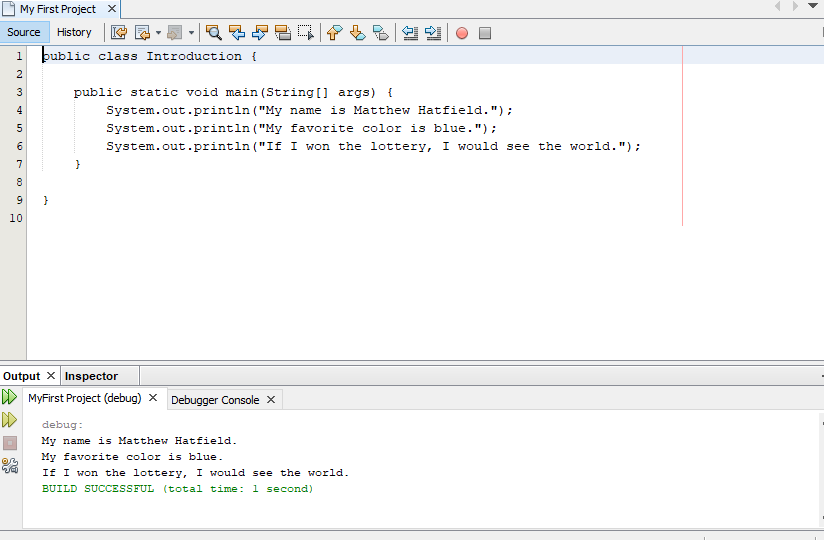 My First Project
Source History
1 public class Introduction {
2
3     public static void main(String[] args) {
4         System.out.println("My name is Matthew Hatfield.");
5         System.out.println("My favorite color is blue.");
6         System.out.println("If I won the lottery, I would see the world.");
7     }
8
9 }
10
Output Inspector
MyFirst Project (debug) Debugger Console
debug:
My name is Matthew Hatfield.
My favorite color is blue.
If I won the lottery, I would see the world.
BUILD SUCCESSFUL (total time: 1 second)